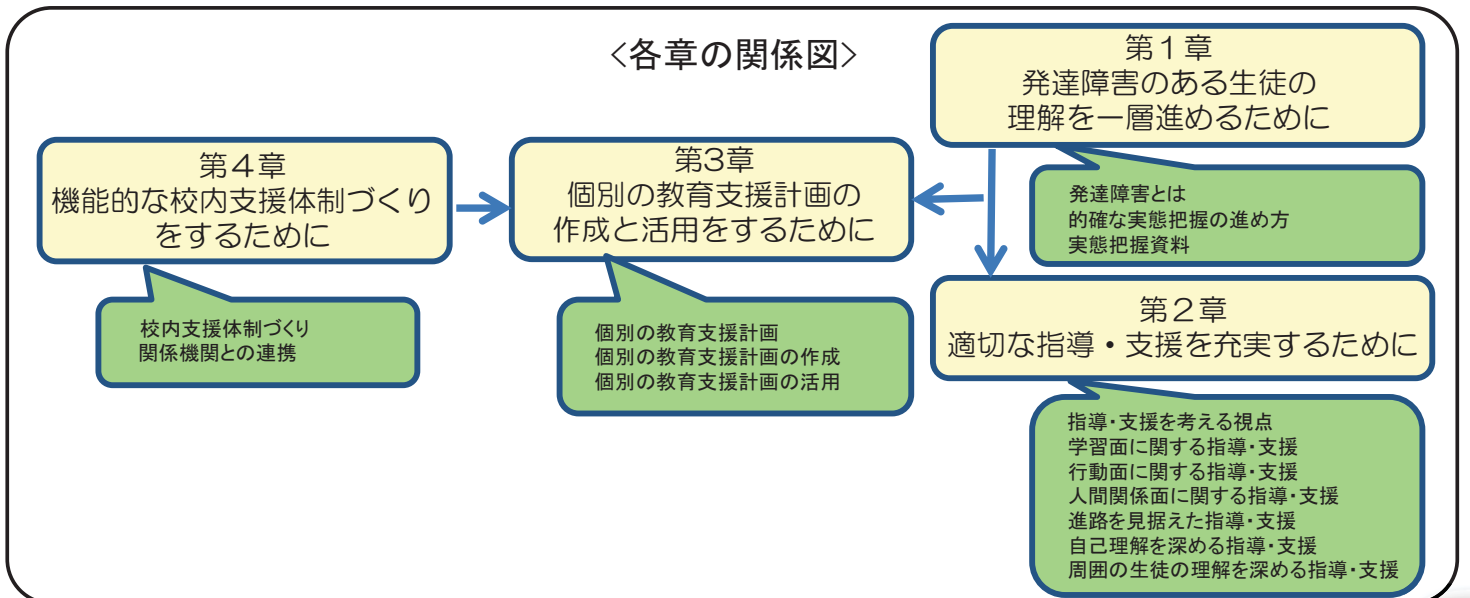 <各章の関係図>
第１章
発達障害のある生徒の
理解を一層進めるために
発達障害とは
的確な実態把握の進め方
実態把握資料
第２章
適切な指導・支援を充実するために
指導・支援を考える視点
学習面に関する指導・支援
行動面に関する指導・支援
人間関係面に関する指導・支援
進路を見据えた指導・支援
自己理解を深める指導・支援
周囲の生徒の理解を深める指導・支援
第3章
個別の教育支援計画の
作成と活用をするために
個別の教育支援計画
個別の教育支援計画の作成
個別の教育支援計画の活用
第４章
機能的な校内支援体制づくり
をするために
校内支援体制づくり
関係機関との連携